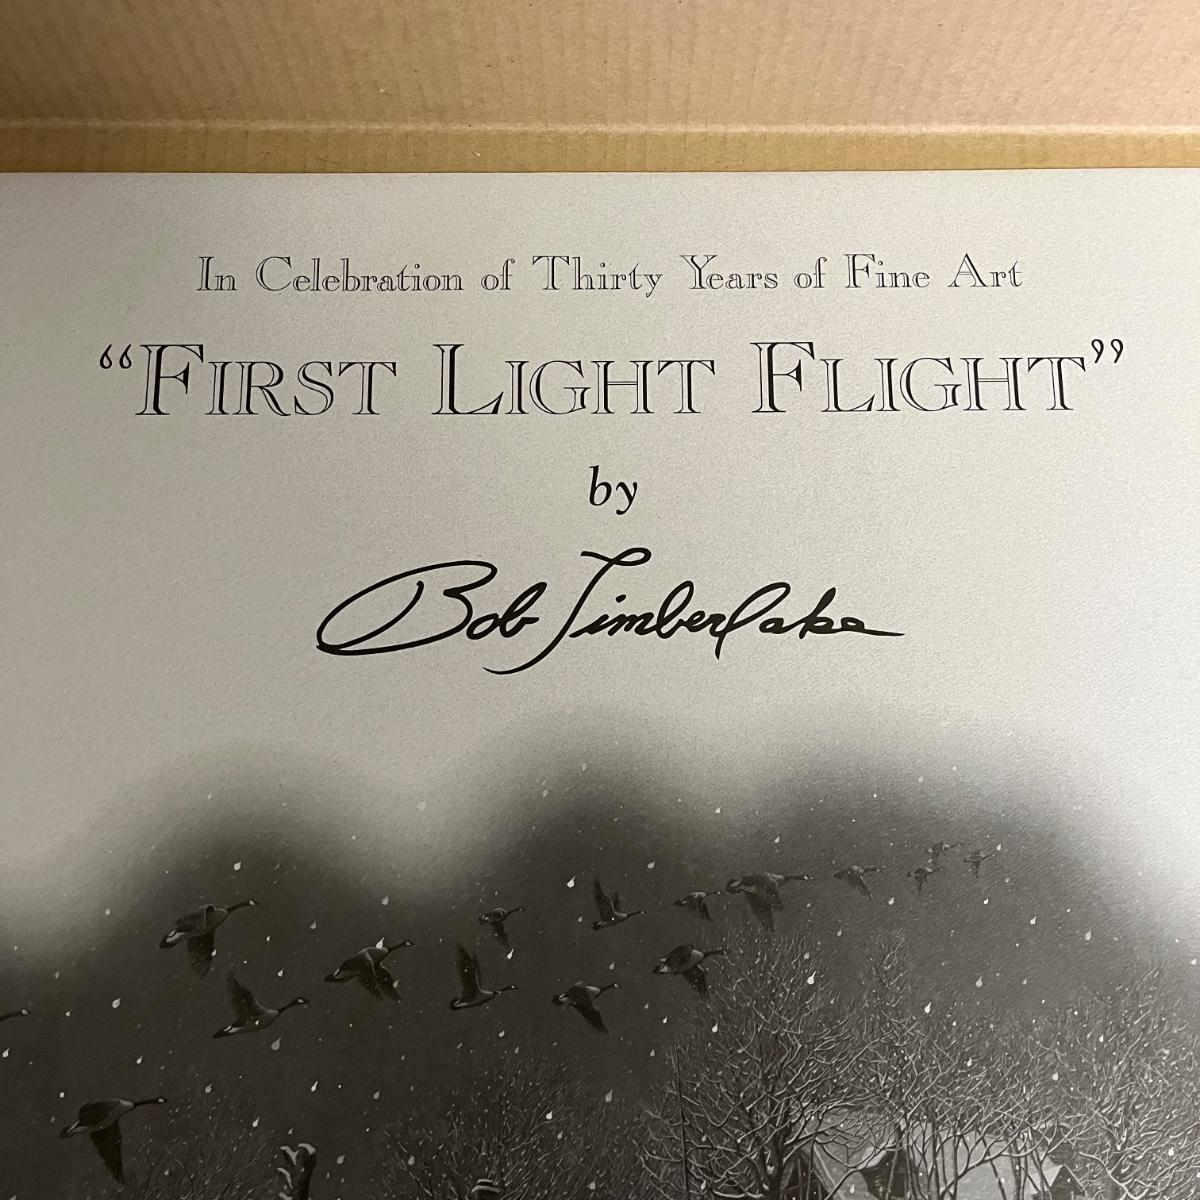 In Celebration of Thirty Years of Fine Art
“FIRST LIGHT FLIGHT”
by
Bob Timberlake